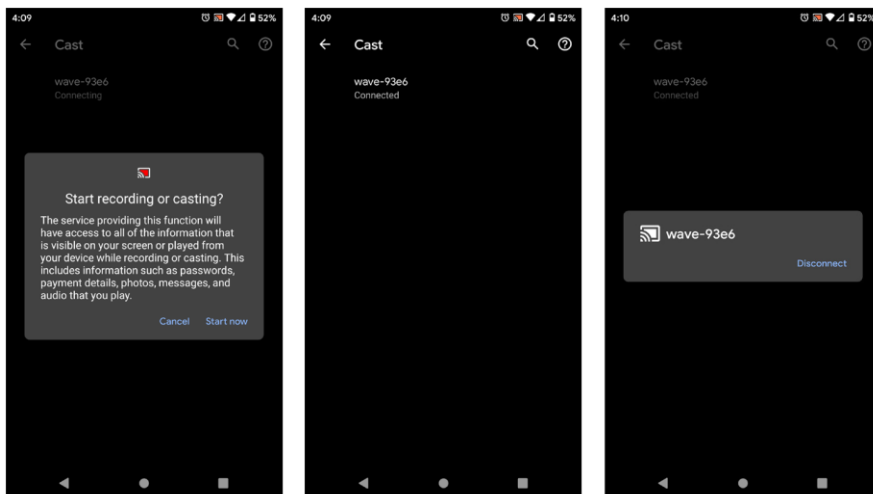 4:09
52%
Cast
wave-93e6
Connecting
Start recording or casting?
The service providing this function will
have access to all of the information that
is visible on your screen or played from
your device while recording or casting. This
includes information such as passwords,
payment details, photos, messages, and
audio that you play.
Cancel Start now
4:09
52%
Cast
wave-93e6
Connected
4:10
52%
Cast
wave-93e6
Connected
wave-93e6
Disconnect